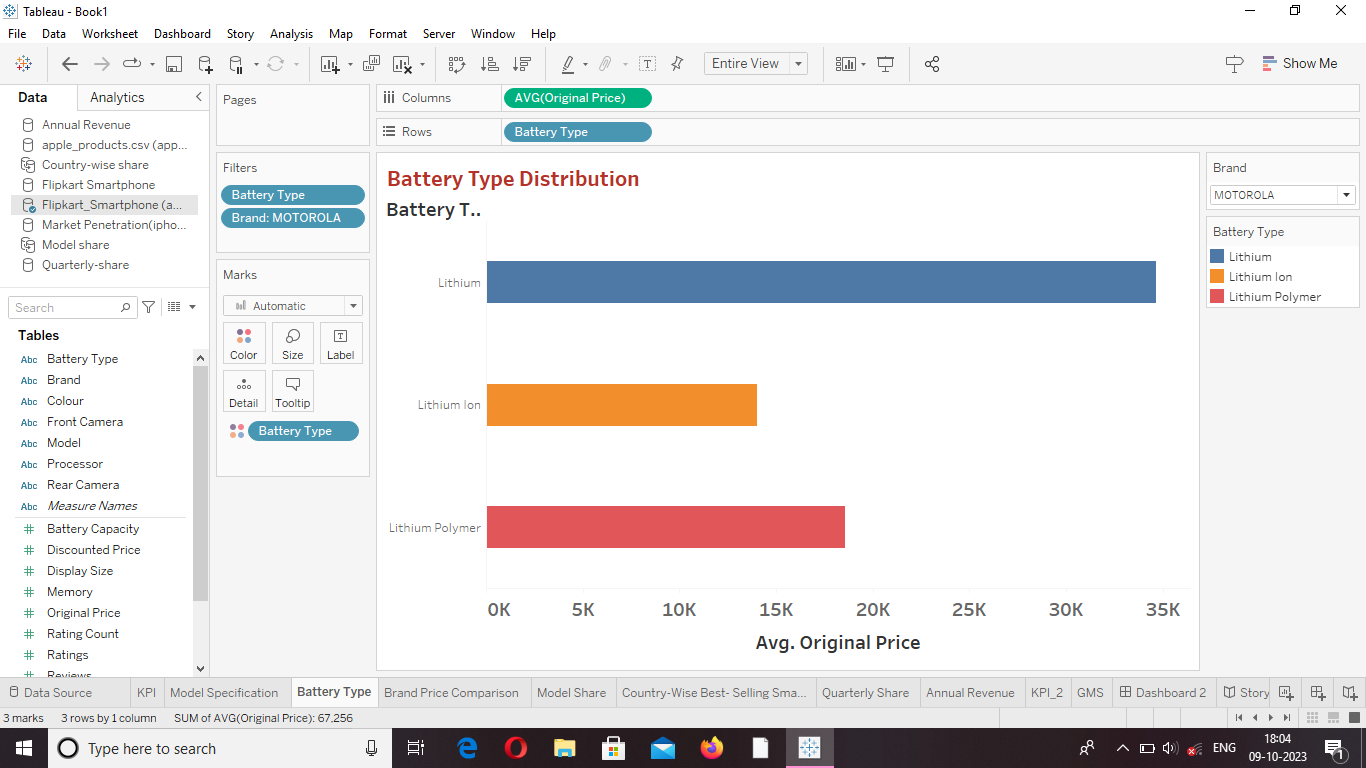 Tableau - Book1
File Data Worksheet Dashboard Story Analysis Map Format Server Window Help
Entire View
Show Me
Data Analytics
Annual Revenue
apple_products.csv (app...
Country-wise share
Flipkart Smartphone
Flipkart_Smartphone (a...
Market Penetration(ipho...
Model share
Quarterly-share
Search
Tables
Abc Battery Type
Abc Brand
Abc Colour
Abc Front Camera
Abc Model
Abc Processor
Abc Rear Camera
Abc Measure Names
# Battery Capacity
# Discounted Price
# Display Size
# Memory
# Original Price
# Rating Count
# Ratings
# Reviews
Pages
Filters
Battery Type
Brand: MOTOROLA
Marks
Automatic
Color Size Label
Detail Tooltip
Battery Type
Columns AVG(Original Price)
Rows Battery Type
Battery Type Distribution
Battery T..
Lithium
Lithium Ion
Lithium Polymer
0K 5K 10K 15K 20K 25K 30K 35K
Avg. Original Price
Brand
MOTOROLA
Battery Type
Lithium
Lithium Ion
Lithium Polymer
Data Source KPI Model Specification Battery Type Brand Price Comparison Model Share Country-Wise Best- Selling Sma... Quarterly Share Annual Revenue KPI_2 GMS Dashboard 2 Story
3 marks 3 rows by 1 column SUM of AVG(Original Price): 67,256
Type here to search
ENG
18:04
09-10-2023
1